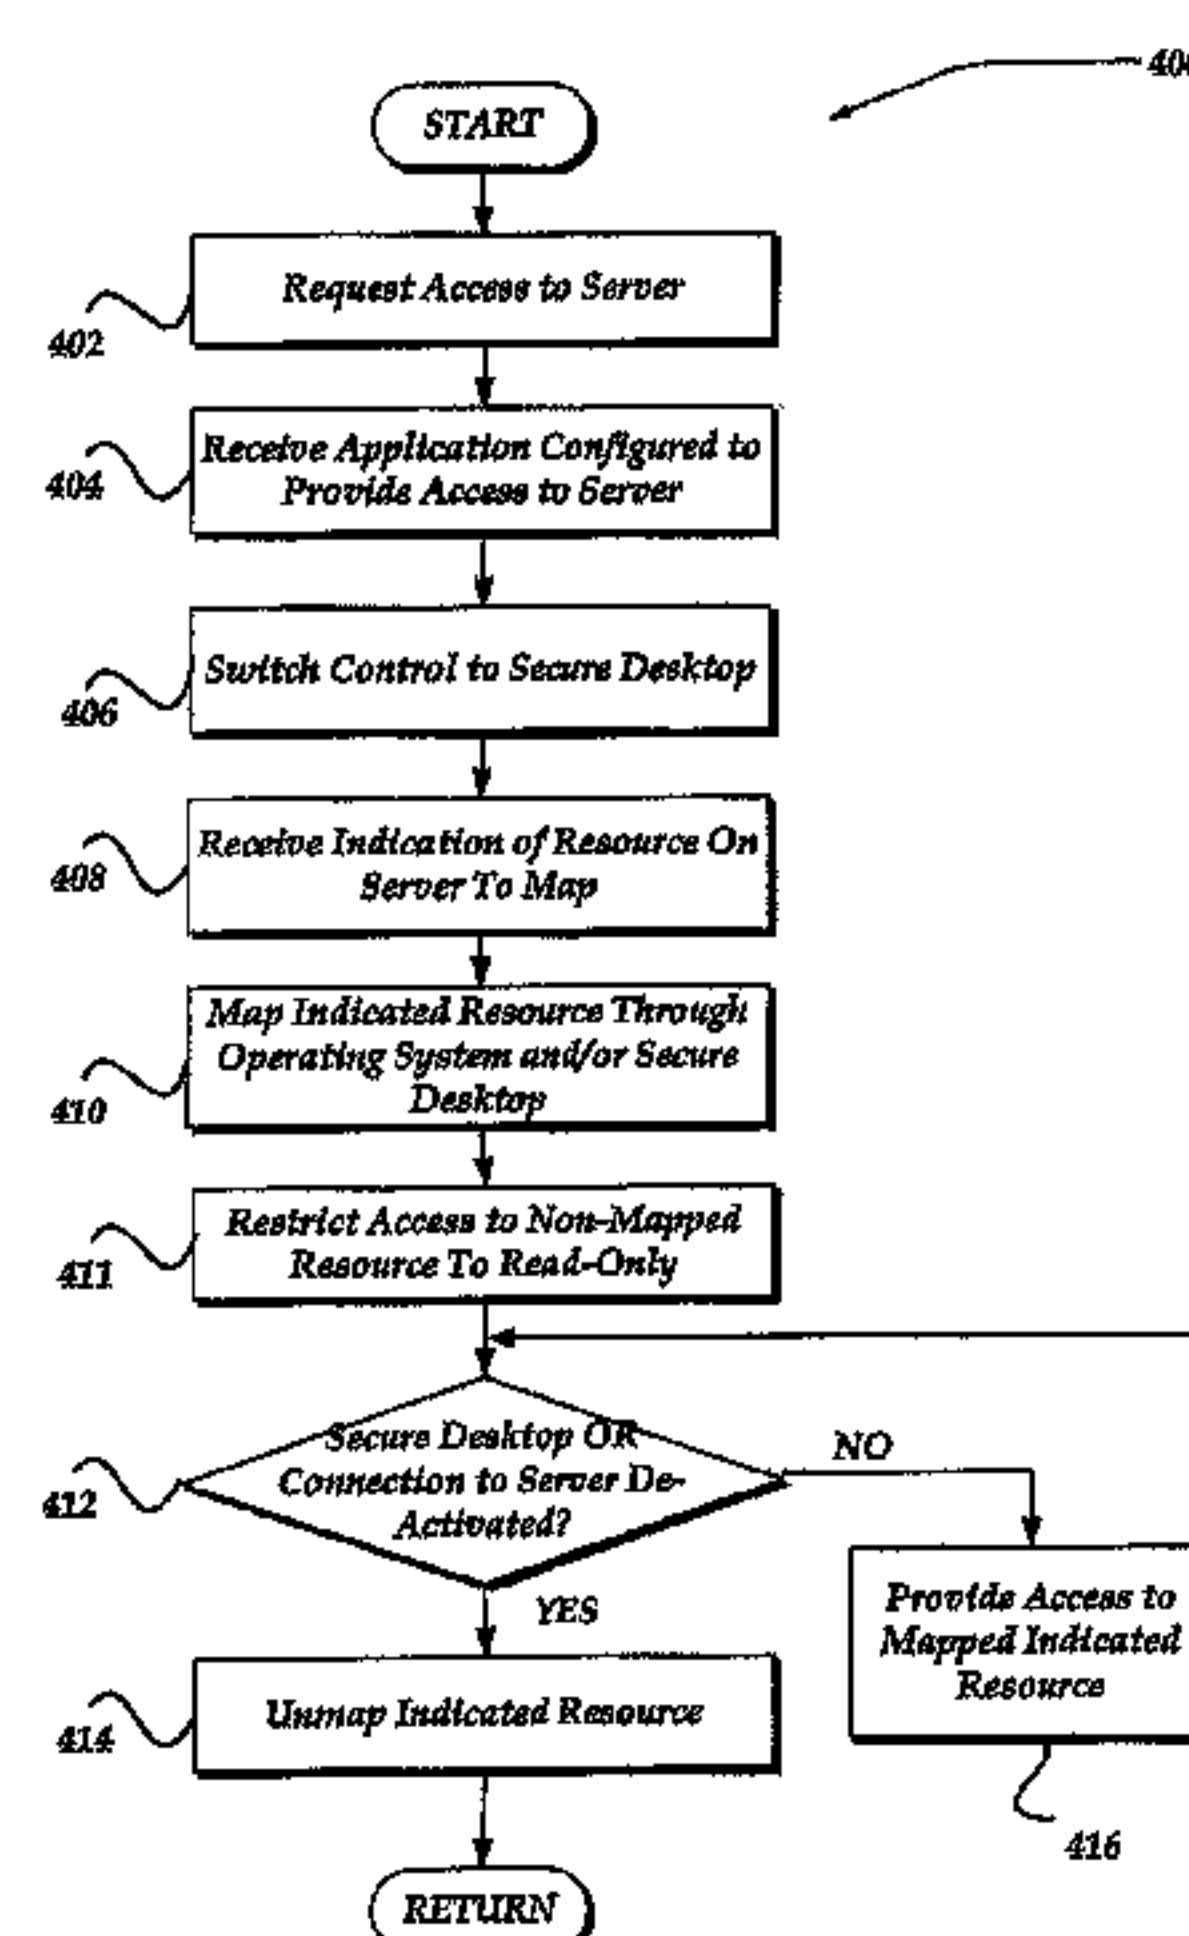 START
Request Access to Server
402
Receive Application Configured to
Provide Access to Server
404
Switch Control to Secure Desktop
406
Receive Indication of Resource On
Server To Map
408
Map Indicated Resource Through
Operating System and/or Secure
Desktop
410
Restrict Access to Non-Mapped
Resource To Read-Only
411
Secure Desktop OR
Connection to Server De-
Activated?
412
NO
YES
Provide Access to
Mapped Indicated
Resource
416
Unmap Indicated Resource
414
RETURN